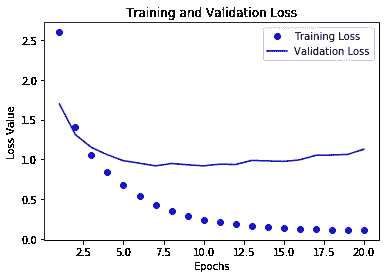 Training and Validation Loss
Training Loss
Validation Loss
Loss Value
2.5
2.0
1.5
1.0
0.5
0.0
2.5
5.0
7.5
10.0
12.5
15.0
17.5
20.0
Epochs